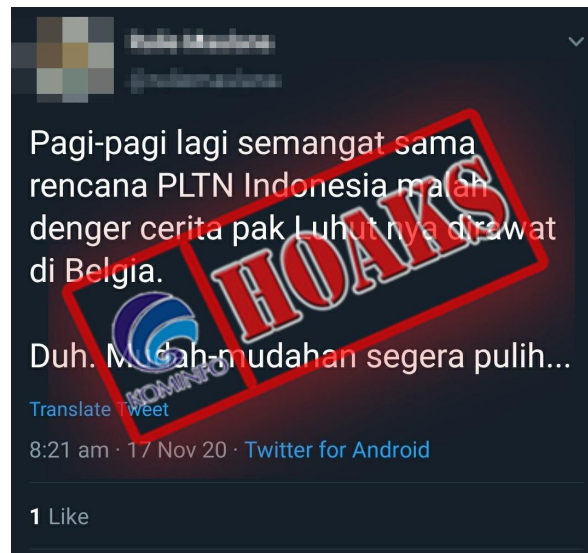 Pagi-pagi lagi semangat sama
rencana PLTN Indonesia malah
denger cerita pak Luhut nya dirawat
di Belgia.
HOAKS
KOMINFO
Duh. Mudah-mudahan segera pulih...
Translate Tweet
8:21 am · 17 Nov 20 · Twitter for Android
1 Like